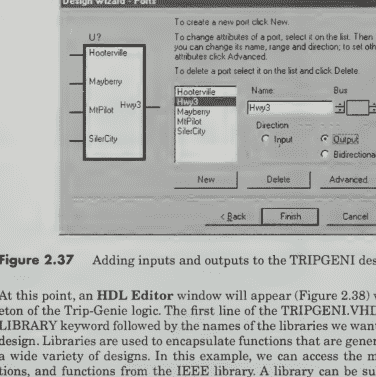 Design Wizard - Ports
To create a new port click New.
To change attributes of a port, select it on the list. Then
you can change its name, range and direction; to set oth
attributes click Advanced.
To delete a port select it on the list and click Delete.
U?
Hooterville
Mayberry
MtPilot
Hwy3
SilerCity
Hooterville
Hwy3
Mayberry
MtPilot
SilerCity
Name:
Bus
Hwy3
Direction
Input
Output
Bidirectiona
New
Delete
Advanced
< Back
Finish
Cancel
Figure 2.37 Adding inputs and outputs to the TRIPGENI des
At this point, an HDL Editor window will appear (Figure 2.38) w
eton of the Trip-Genie logic. The first line of the TRIPGENI.VHD
LIBRARY keyword followed by the names of the libraries we want
design. Libraries are used to encapsulate functions that are gener
a wide variety of designs. In this example, we can access the m
tions, and functions from the IEEE library. A library can be su